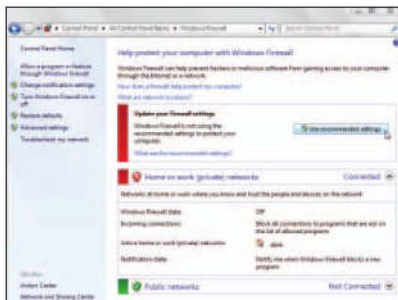 Control Panel
All Control Panel Items
Windows Firewall
Control Panel Home
Allow a program or feature
through Windows Firewall
Change notification settings
Turn Windows Firewall on or
off
Restore defaults
Advanced settings
Troubleshoot my network
Help protect your computer with Windows Firewall
Windows Firewall can help prevent hackers or malicious software from gaining access to your computer
through the Internet or a network.
How does a firewall help protect my computer?
What are network locations?
Update your Firewall settings
Windows Firewall is not using the
recommended settings to protect your
computer.
Use recommended settings
What are the recommended settings?
Home or work (private) networks Connected
Networks at home or work where you know and trust the people and devices on the network
Windows Firewall state: Off
Incoming connections: Block all connections to programs that are not on
the list of allowed programs
Active home or work (private) networks:
Notification state: Notify me when Windows Firewall blocks a new
program
Public networks Not Connected
See also
Action Center
Network and Sharing Center